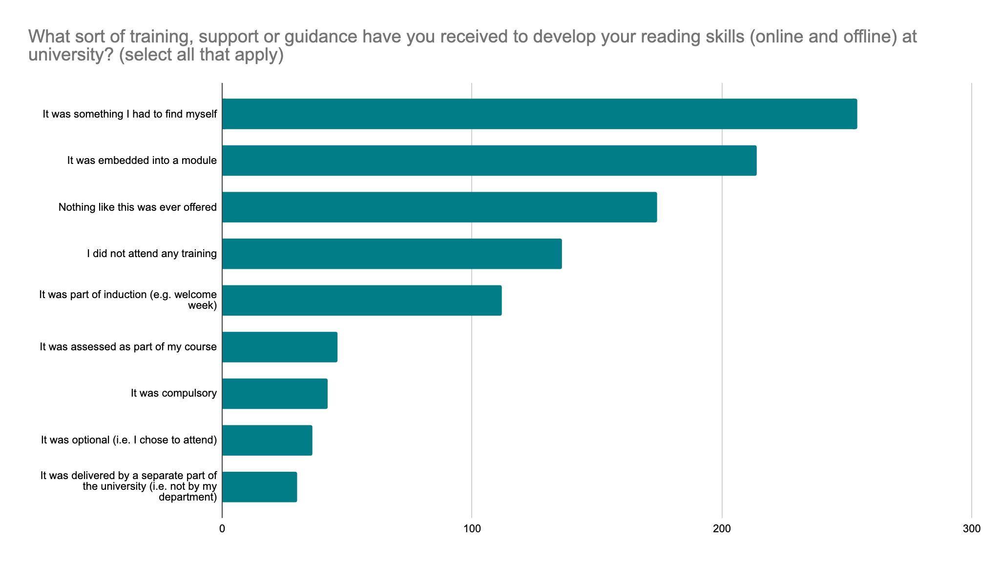 What sort of training, support or guidance have you received to develop your reading skills (online and offline) at
university? (select all that apply)
It was something I had to find myself
It was embedded into a module
Nothing like this was ever offered
I did not attend any training
It was part of induction (e.g. welcome
week)
It was assessed as part of my course
It was compulsory
It was optional (i.e. I chose to attend)
It was delivered by a separate part of
the university (i.e. not by my
department)
0 100 200 300